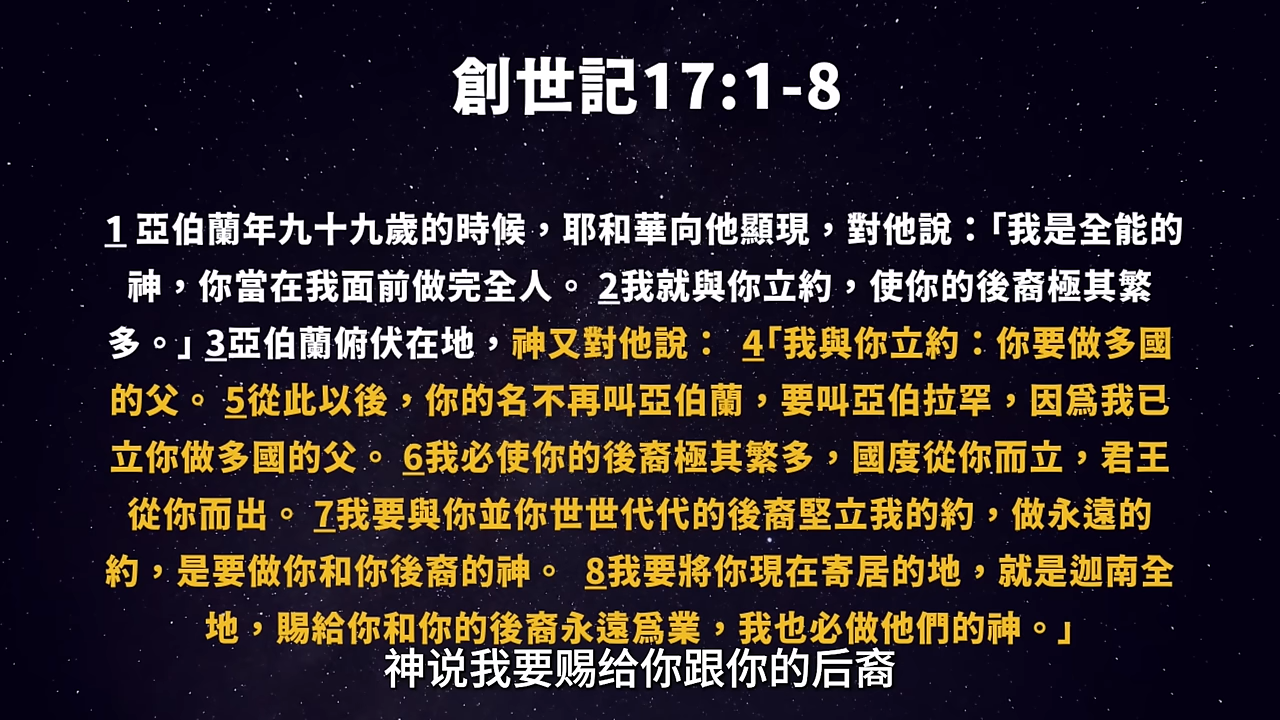 創世記17:1-8
1 亞伯蘭年九十九歲的時候，耶和華向他顯現，對他說：「我是全能的
神，你當在我面前做完全人。 2我就與你立約，使你的後裔極其繁
多。」 3亞伯蘭俯伏在地，神又對他說： 4「我與你立約：你要做多國
的父。 5從此以後，你的名不再叫亞伯蘭，要叫亞伯拉罕，因爲我已
立你做多國的父。 6我必使你的後裔極其繁多，國度從你而立，君王
從你而出。 7我要與你並你世世代代的後裔堅立我的約，做永遠的
約，是要做你和你後裔的神。 8我要將你現在寄居的地，就是迦南全
地，賜給你和你的後裔永遠爲業，我也必做他們的神。」
神说我要赐给你跟你的后裔